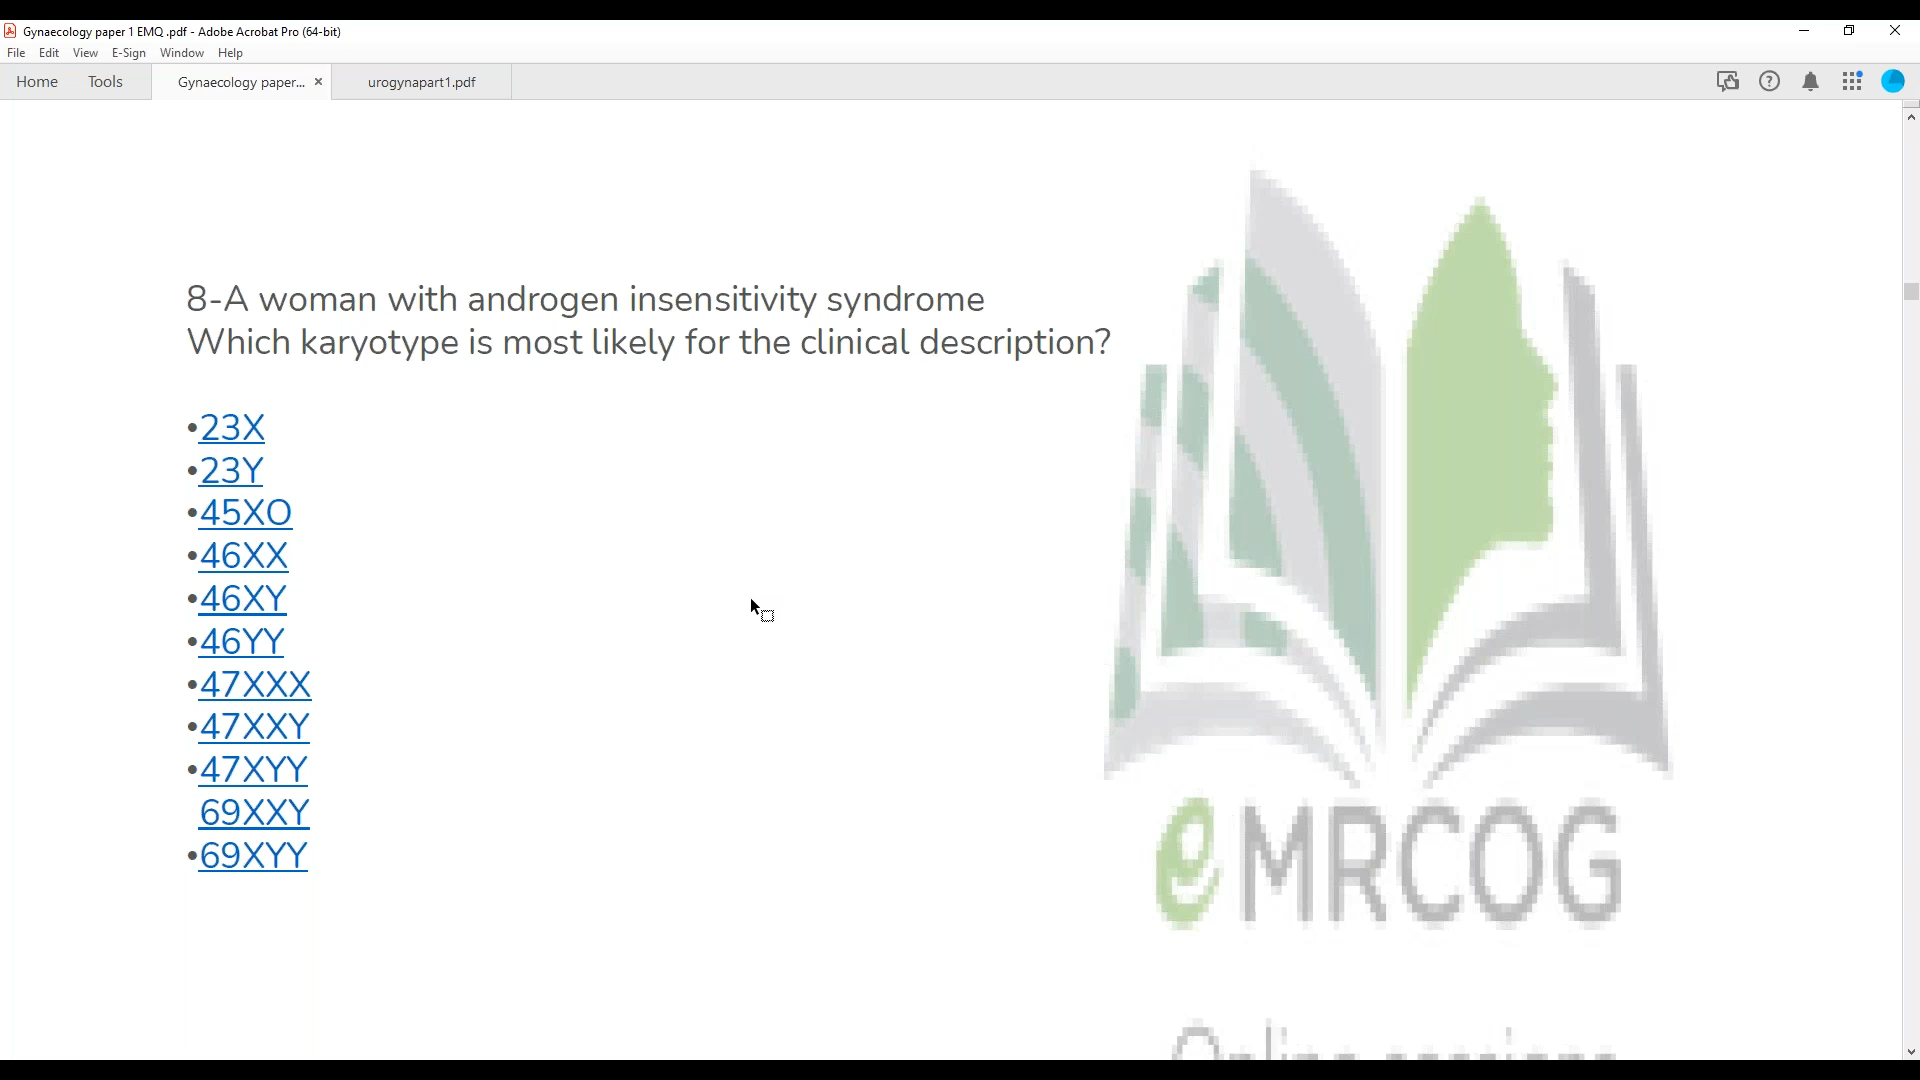 Gynaecology paper 1 EMQ .pdf - Adobe Acrobat Pro (64-bit)
File Edit View E-Sign Window Help
Home Tools Gynaecology paper... × urogynapart1.pdf
8-A woman with androgen insensitivity syndrome
Which karyotype is most likely for the clinical description?
•23X
•23Y
•45XO
•46XX
•46XY
•46YY
•47XXX
•47XXY
•47XYY
69XXY
•69XYY
eMRCOG